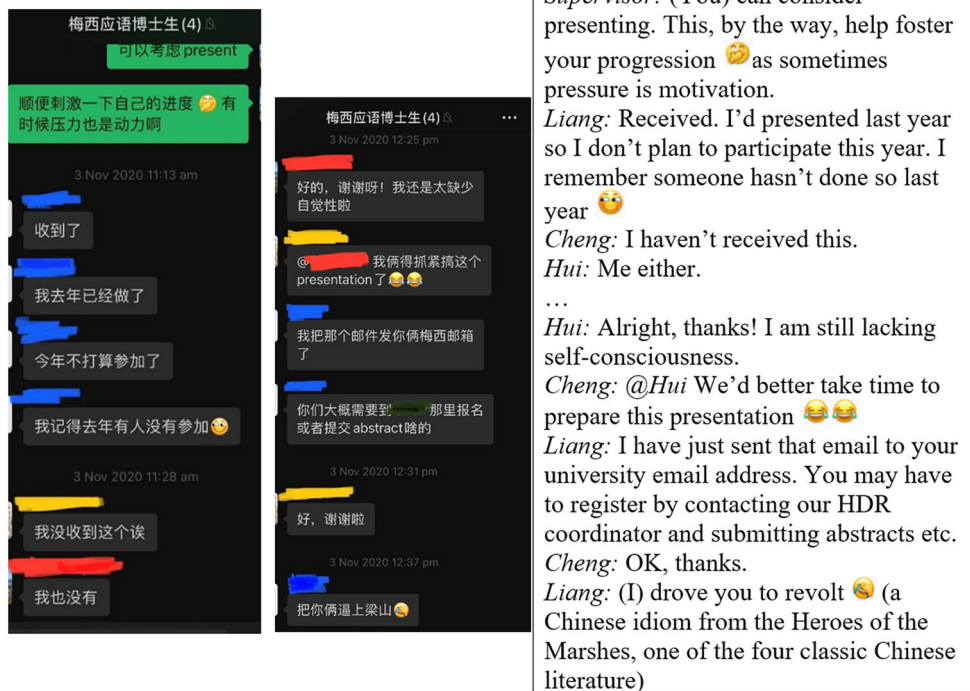 梅西应语博士生(4)
可以考虑present
顺便刺激一下自己的进度🤭有
时候压力也是动力啊
3 Nov 2020 11:13 am
收到了
我去年已经做了
今年不打算参加了
我记得去年有人没有参加
3 Nov 2020 11:28 am
我没收到这个诶
我也没有
梅西应语博士生(4)
3 Nov 2020 12:25 pm
好的，谢谢呀！我还是太缺少
自觉性啦
@ 我俩得抓紧搞这个
presentation了😂😂
我把那个邮件发你俩梅西邮箱
了
你们大概需要到 那里报名
或者提交abstract啥的
3 Nov 2020 12:31 pm
好，谢谢啦
3 Nov 2020 12:37 pm
把你俩逼上梁山
presenting. This, by the way, help foster
your progression 🤭as sometimes
pressure is motivation.
Liang: Received. I’d presented last year
so I don’t plan to participate this year. I
remember someone hasn’t done so last
year
Cheng: I haven’t received this.
Hui: Me either.
…
Hui: Alright, thanks! I am still lacking
self-consciousness.
Cheng: @Hui We’d better take time to
prepare this presentation 😂😂
Liang: I have just sent that email to your
university email address. You may have
to register by contacting our HDR
coordinator and submitting abstracts etc.
Cheng: OK, thanks.
Liang: (I) drove you to revolt (a
Chinese idiom from the Heroes of the
Marshes, one of the four classic Chinese
literature)